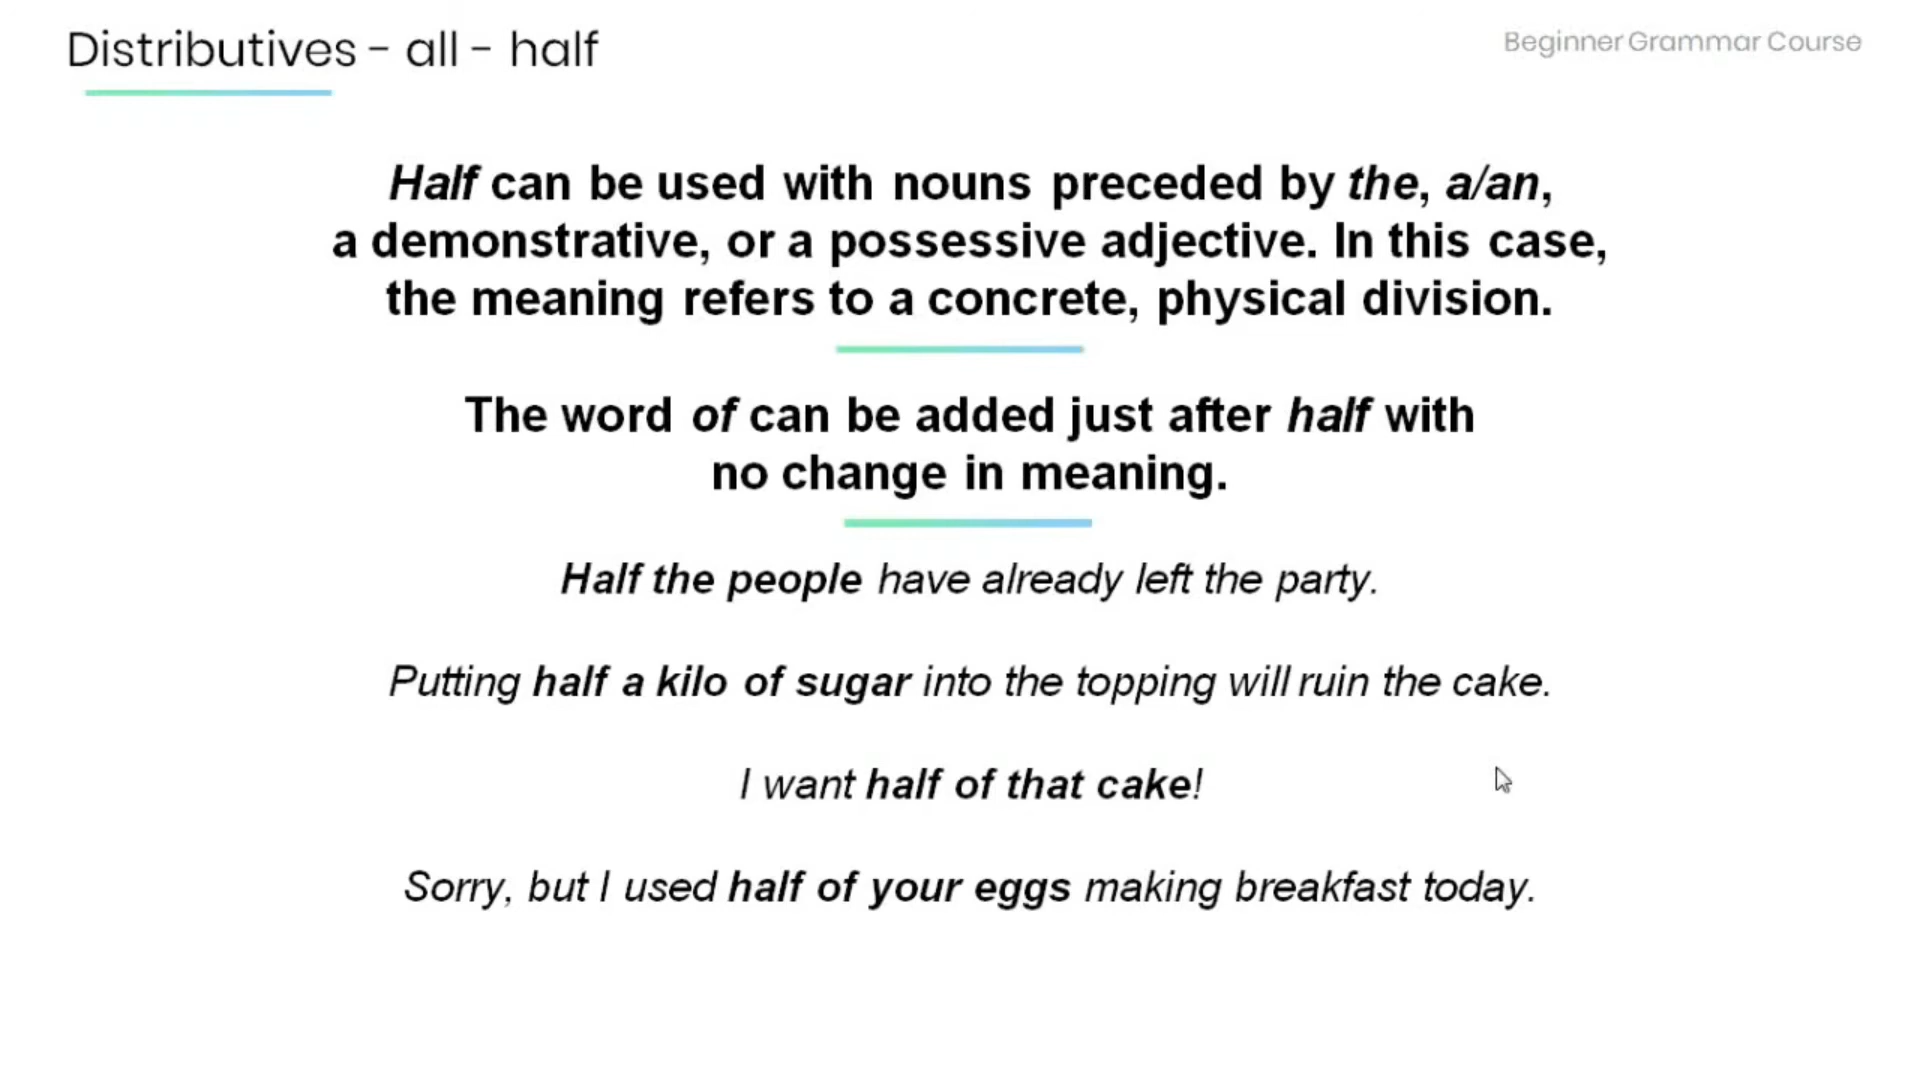 Distributives - all - half
Beginner Grammar Course
Half can be used with nouns preceded by the, a/an,
a demonstrative, or a possessive adjective. In this case,
the meaning refers to a concrete, physical division.
The word of can be added just after half with
no change in meaning.
Half the people have already left the party.
Putting half a kilo of sugar into the topping will ruin the cake.
I want half of that cake!
Sorry, but I used half of your eggs making breakfast today.